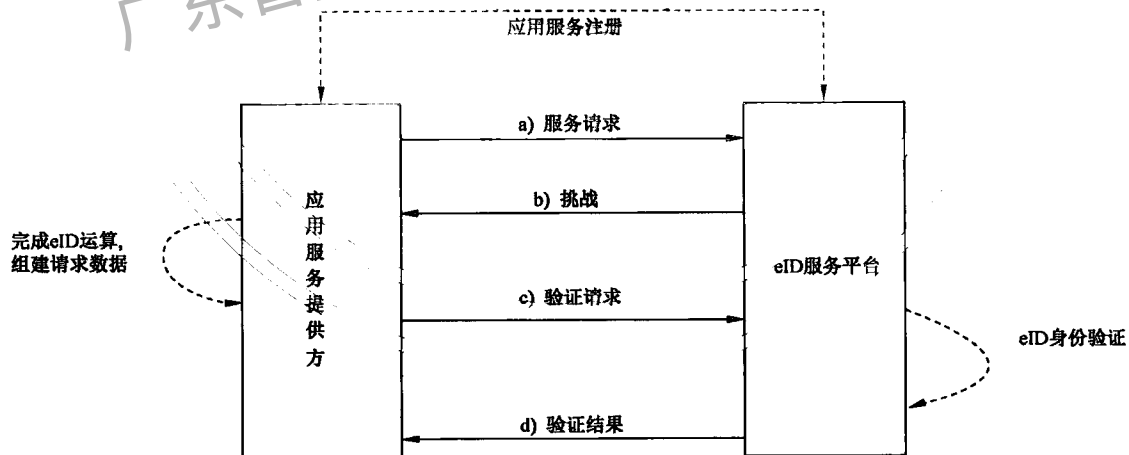 广东
应用服务注册
a) 服务请求
b) 挑战
应用服务提供方
完成eID运算,
组建请求数据
eID服务平台
c) 验证请求
eID身份验证
d) 验证结果